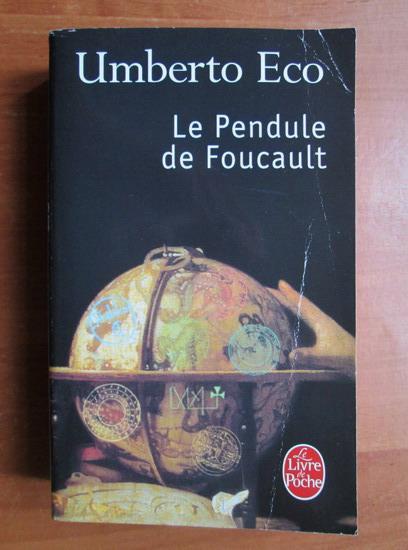 Umberto Eco
Le Pendule
de Foucault
Le
Livre
de
Poche